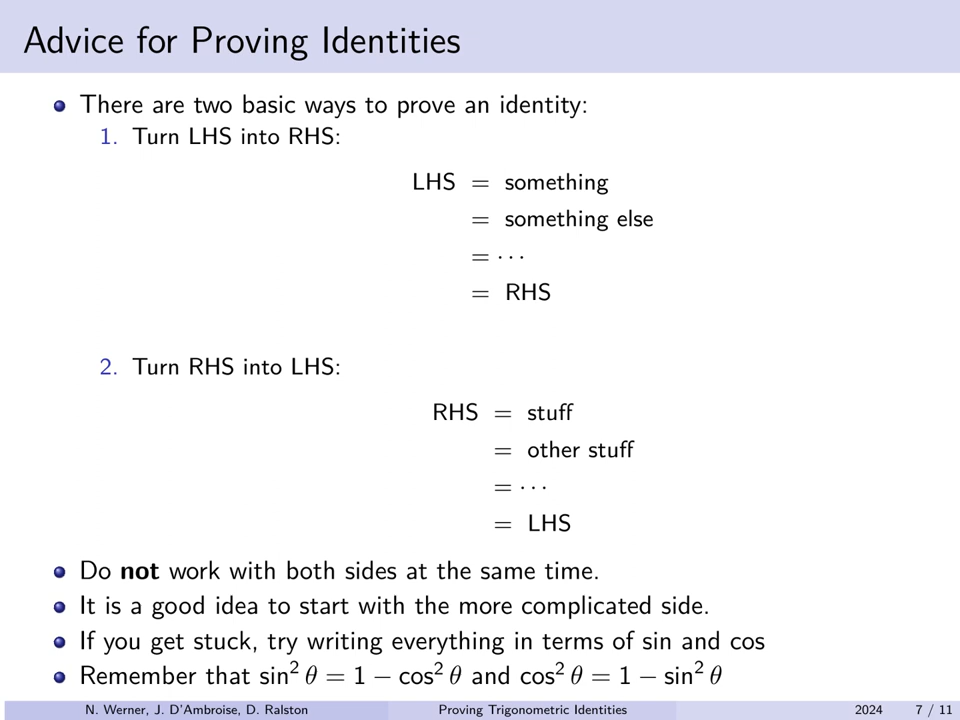 Advice for Proving Identities
There are two basic ways to prove an identity:
1. Turn LHS into RHS:
LHS = something
= something else
= · · ·
= RHS
2. Turn RHS into LHS:
RHS = stuff
= other stuff
= · · ·
= LHS
Do not work with both sides at the same time.
It is a good idea to start with the more complicated side.
If you get stuck, try writing everything in terms of sin and cos
Remember that sin² θ = 1 − cos² θ and cos² θ = 1 − sin² θ
N. Werner, J. D'Ambroise, D. Ralston Proving Trigonometric Identities 2024 7 / 11